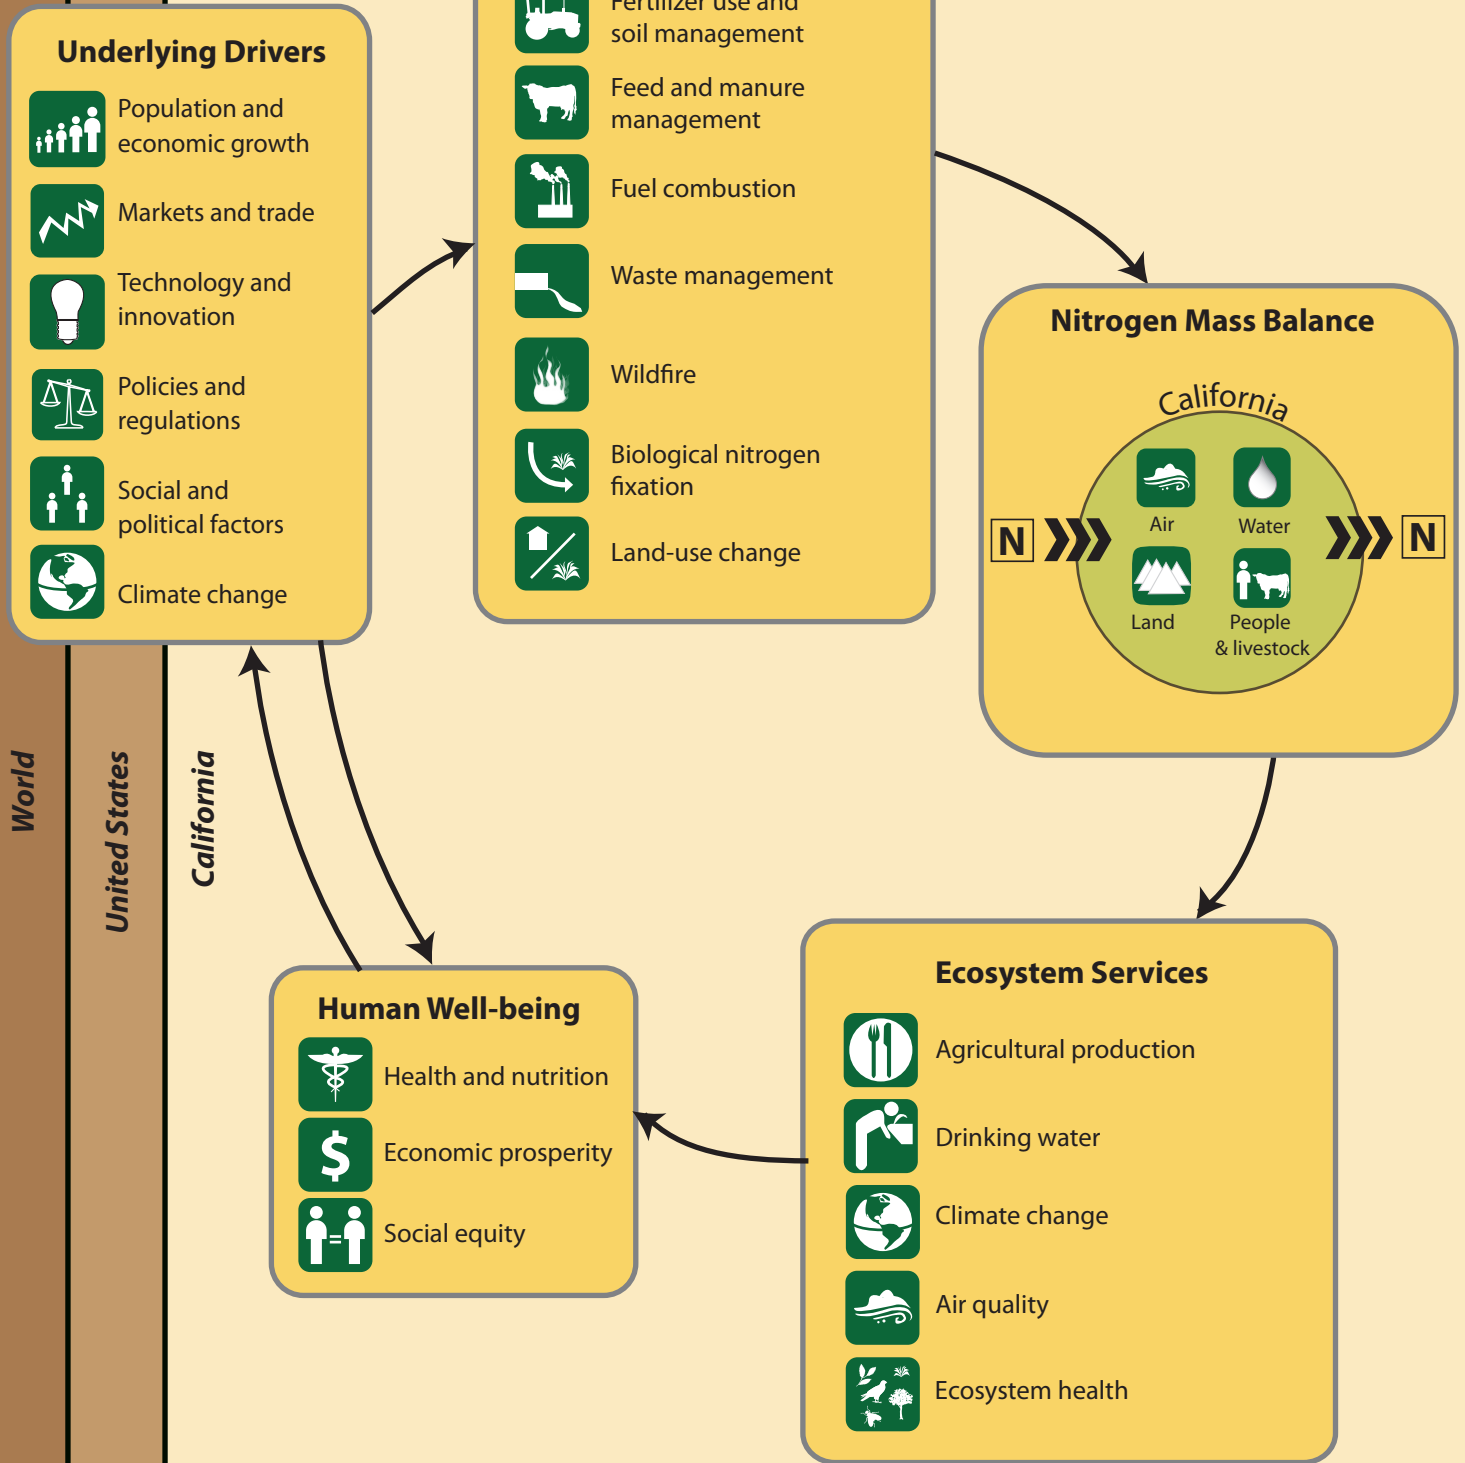 Underlying Drivers
Population and
economic growth
Markets and trade
Technology and
innovation
Policies and
regulations
Social and
political factors
Climate change
Fertilizer use and
soil management
Feed and manure
management
Fuel combustion
Waste management
Wildfire
Biological nitrogen
fixation
Land-use change
Nitrogen Mass Balance
California
Air
Water
N
N
Land
People
& livestock
World
United States
California
Human Well-being
Health and nutrition
$
Economic prosperity
=
Social equity
Ecosystem Services
Agricultural production
Drinking water
Climate change
Air quality
Ecosystem health